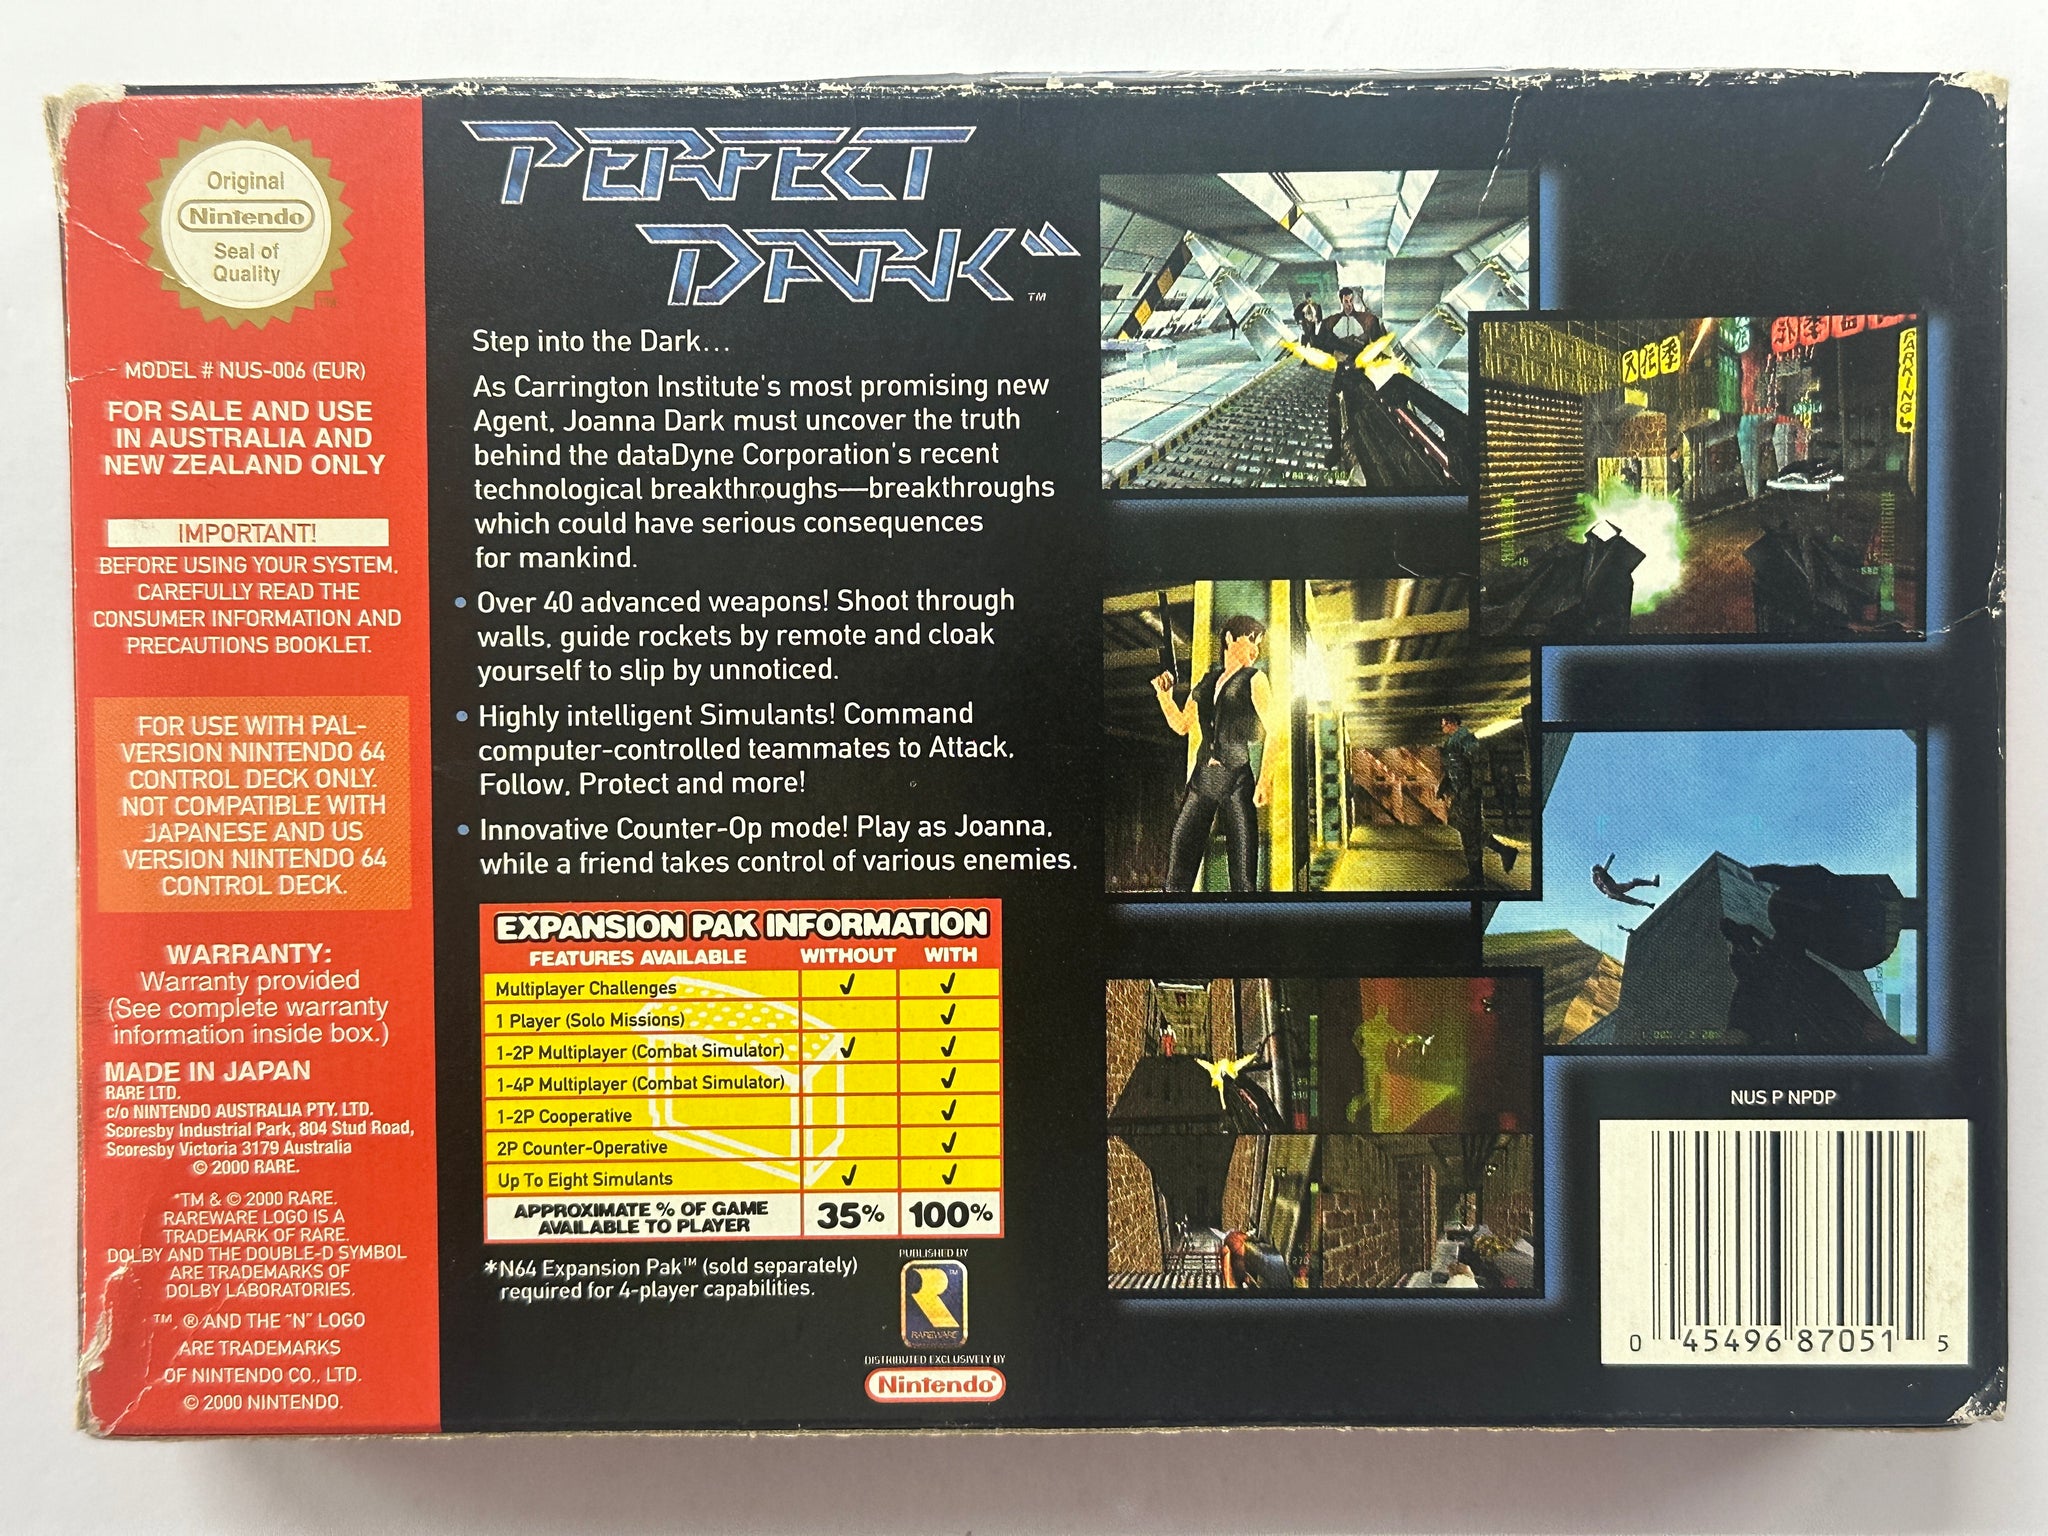 Original
Nintendo
Seal of
Quality
TM
MODEL # NUS-006 (EUR)
FOR SALE AND USE
IN AUSTRALIA AND
NEW ZEALAND ONLY
IMPORTANT!
BEFORE USING YOUR SYSTEM,
CAREFULLY READ THE
CONSUMER INFORMATION AND
PRECAUTIONS BOOKLET.
FOR USE WITH PAL-
VERSION NINTENDO 64
CONTROL DECK ONLY.
NOT COMPATIBLE WITH
JAPANESE AND US
VERSION NINTENDO 64
CONTROL DECK.
WARRANTY:
Warranty provided
(See complete warranty
information inside box.)
MADE IN JAPAN
RARE LTD.
c/o NINTENDO AUSTRALIA PTY. LTD.
Scoresby Industrial Park, 804 Stud Road,
Scoresby Victoria 3179 Australia
© 2000 RARE.
"TM & © 2000 RARE.
RAREWARE LOGO IS A
TRADEMARK OF RARE.
DOLBY AND THE DOUBLE-D SYMBOL
ARE TRADEMARKS OF
DOLBY LABORATORIES.
™, ® AND THE "N" LOGO
ARE TRADEMARKS
OF NINTENDO CO., LTD.
© 2000 NINTENDO.
PERFECT
DARK
TM
Step into the Dark...
As Carrington Institute's most promising new
Agent, Joanna Dark must uncover the truth
behind the dataDyne Corporation's recent
technological breakthroughs—breakthroughs
which could have serious consequences
for mankind.
• Over 40 advanced weapons! Shoot through
walls, guide rockets by remote and cloak
yourself to slip by unnoticed.
• Highly intelligent Simulants! Command
computer-controlled teammates to Attack,
Follow, Protect and more!
• Innovative Counter-Op mode! Play as Joanna,
while a friend takes control of various enemies.
EXPANSION PAK INFORMATION
FEATURES AVAILABLE WITHOUT WITH
Multiplayer Challenges ✓ ✓
1 Player (Solo Missions) ✓
1-2P Multiplayer (Combat Simulator) ✓ ✓
1-4P Multiplayer (Combat Simulator) ✓
1-2P Cooperative ✓
2P Counter-Operative ✓
Up To Eight Simulants ✓ ✓
APPROXIMATE % OF GAME
AVAILABLE TO PLAYER 35% 100%
*N64 Expansion Pak™ (sold separately)
required for 4-player capabilities.
PUBLISHED BY
R
TM
RAREWARE
DISTRIBUTED EXCLUSIVELY BY
Nintendo®
PARKING
NUS P NPDP
0 45496 87051 5